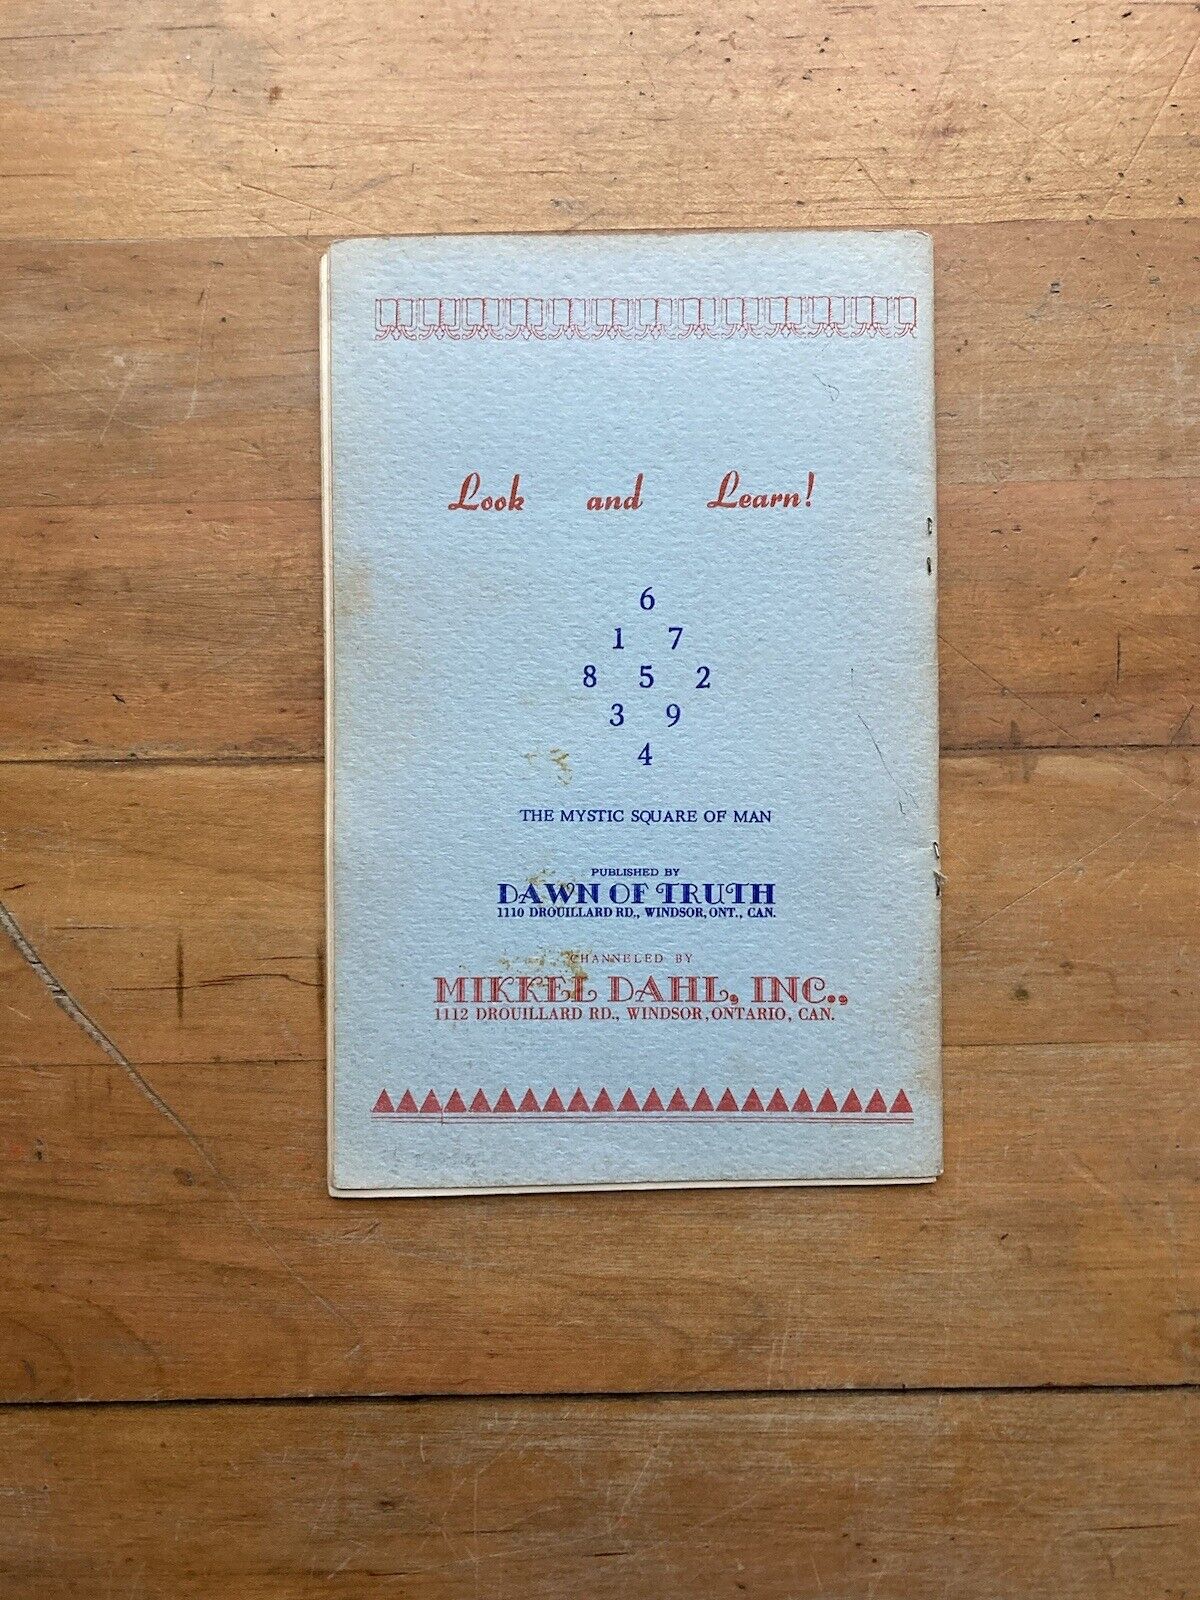 Look and Learn!
6
1 7
8 5 2
3 9
4
THE MYSTIC SQUARE OF MAN
PUBLISHED BY
DAWN OF TRUTH
1110 DROUILLARD RD., WINDSOR, ONT., CAN.
CHANNELED BY
MIKKEL DAHL, INC.,
1112 DROUILLARD RD., WINDSOR, ONTARIO, CAN.